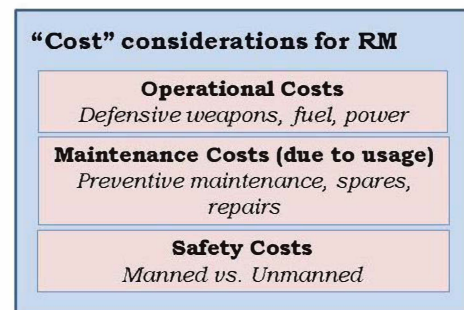 “Cost” considerations for RM
Operational Costs
Defensive weapons, fuel, power
Maintenance Costs (due to usage)
Preventive maintenance, spares,
repairs
Safety Costs
Manned vs. Unmanned